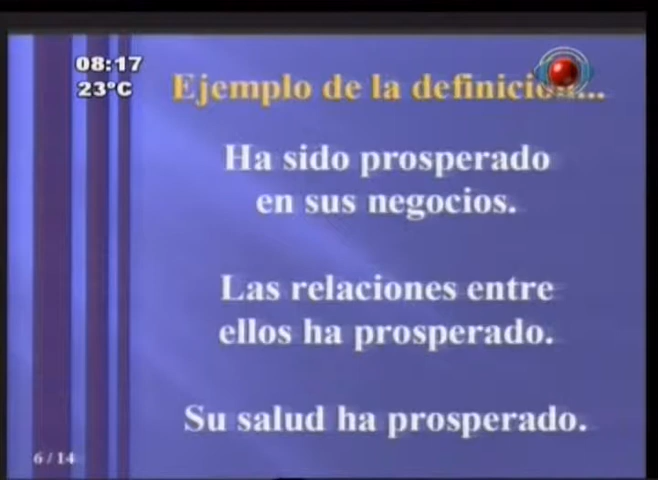 08:17
23°C
Ejemplo de la definición...
Ha sido prosperado
en sus negocios.
Las relaciones entre
ellos ha prosperado.
Su salud ha prosperado.
6/14